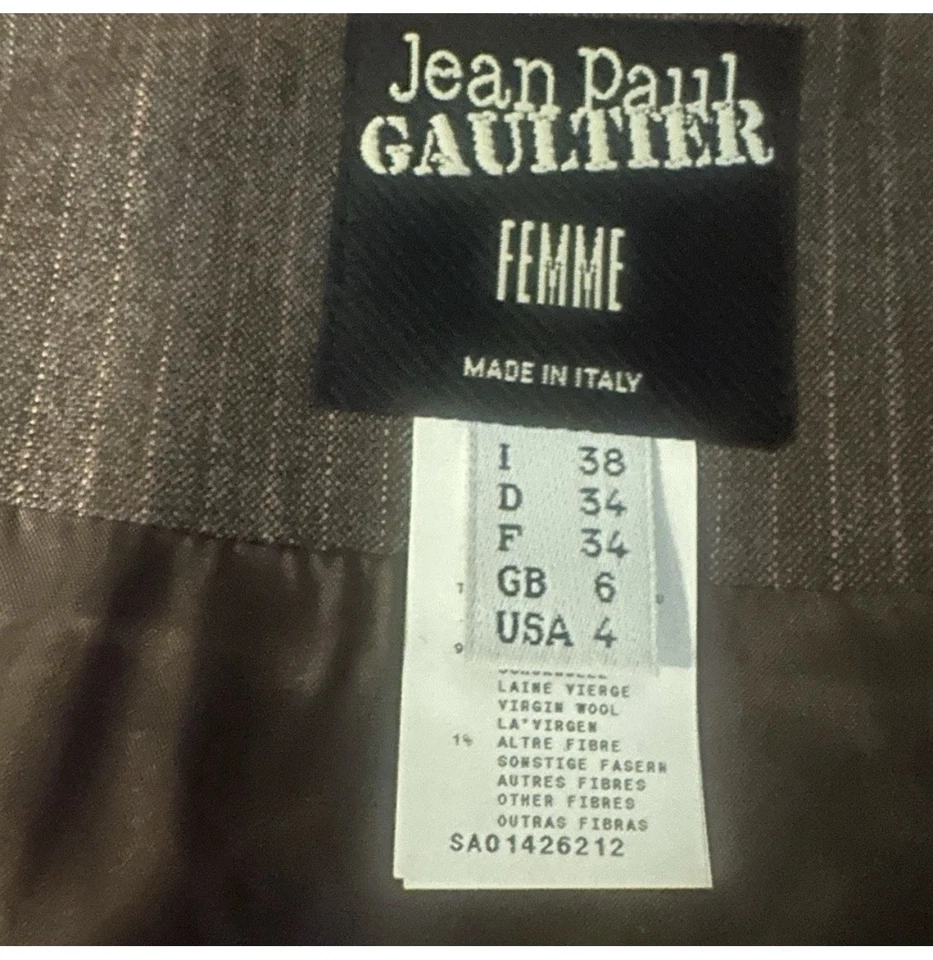 Jean Paul
GAULTIER
FEMME
MADE IN ITALY
I 38
D 34
F 34
GB 6
USA 4
LAINE VIERGE
VIRGIN WOOL
LA*VIRGEN
1% ALTRE FIBRE
SONSTIGE FASERN
AUTRES FIBRES
OTHER FIBRES
OUTRAS FIBRAS
SA01426212